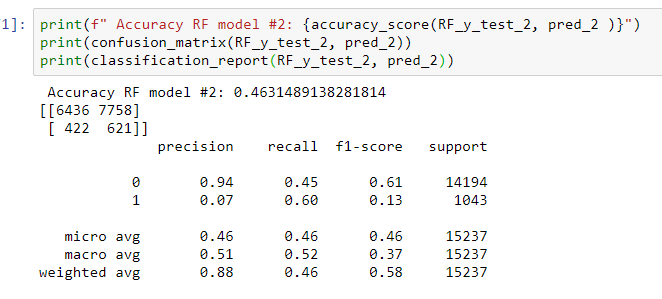 1]: print(f" Accuracy RF model #2: {accuracy_score(RF_y_test_2, pred_2 )}")
print(confusion_matrix(RF_y_test_2, pred_2))
print(classification_report(RF_y_test_2, pred_2))
Accuracy RF model #2: 0.4631489138281814
[[6436 7758]
[ 422 621]]
precision recall f1-score support
0 0.94 0.45 0.61 14194
1 0.07 0.60 0.13 1043
micro avg 0.46 0.46 0.46 15237
macro avg 0.51 0.52 0.37 15237
weighted avg 0.88 0.46 0.58 15237